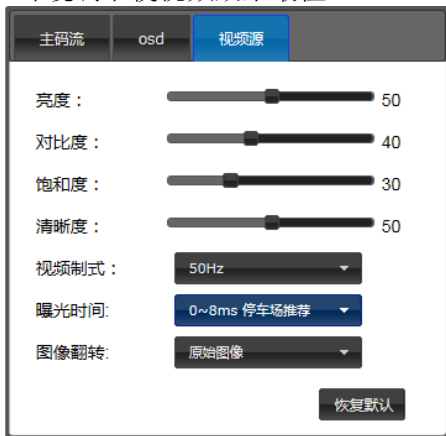 主码流 osd 视频源
亮度： 50
对比度： 40
饱和度： 30
清晰度： 50
视频制式： 50Hz
曝光时间: 0~8ms 停车场推荐
图像翻转: 原始图像
恢复默认